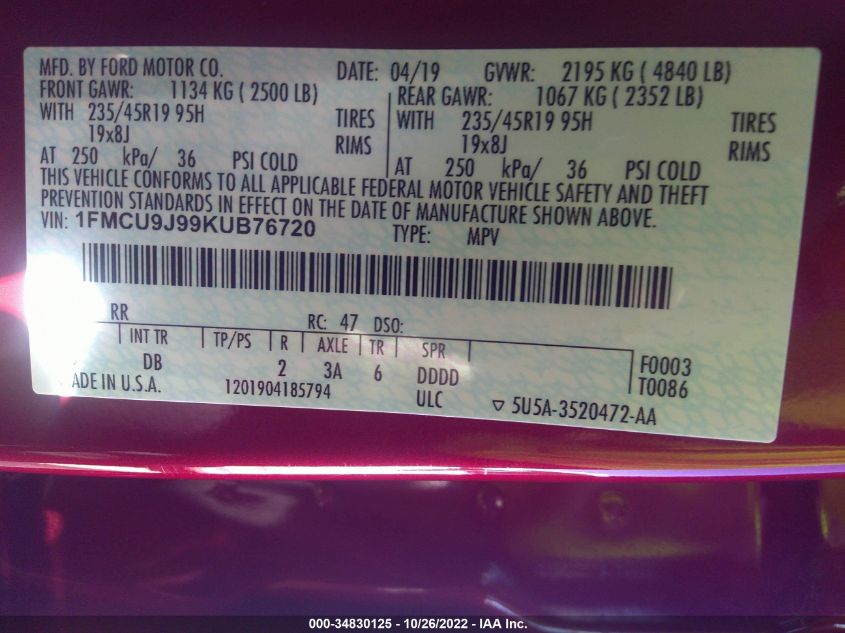 MFD. BY FORD MOTOR CO. DATE: 04/19 GVWR: 2195 KG ( 4840 LB)
FRONT GAWR: 1134 KG ( 2500 LB) REAR GAWR: 1067 KG ( 2352 LB)
WITH 235/45R19 95H TIRES WITH 235/45R19 95H TIRES
19x8J RIMS 19x8J RIMS
AT 250 kPa/ 36 PSI COLD AT 250 kPa/ 36 PSI COLD
THIS VEHICLE CONFORMS TO ALL APPLICABLE FEDERAL MOTOR VEHICLE SAFETY AND THEFT
PREVENTION STANDARDS IN EFFECT ON THE DATE OF MANUFACTURE SHOWN ABOVE.
VIN: 1FMCU9J99KUB76720 TYPE: MPV
RR RC: 47 DSO:
INT TR TP/PS R AXLE TR SPR
DB 2 3A 6 DDDD F0003
ADE IN U.S.A. 1201904185794 ULC T0086
▽ 5U5A-3520472-AA
000-34830125 - 10/26/2022 - IAA Inc.